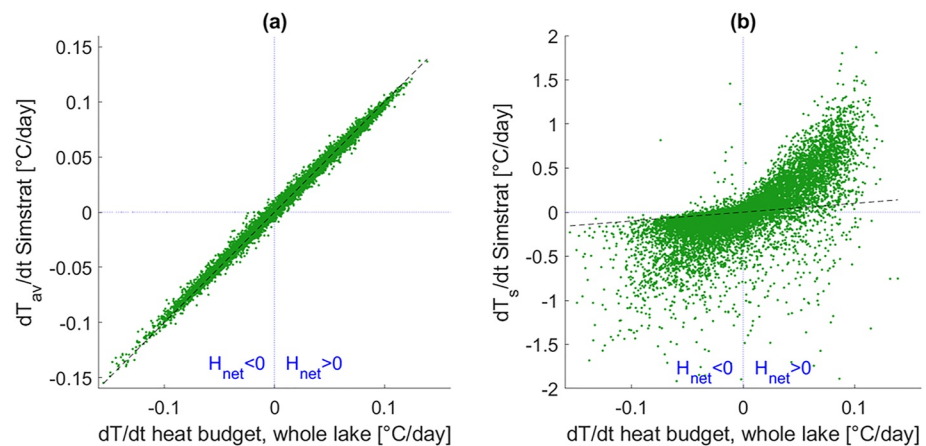 (a)
0.15
0.1
0.05
0
-0.05
-0.1
-0.15
dT_av/dt Simstrat [°C/day]
H_net<0 H_net>0
-0.1 0 0.1
dT/dt heat budget, whole lake [°C/day]
(b)
2
1.5
1
0.5
0
-0.5
-1
-1.5
-2
dT_s/dt Simstrat [°C/day]
H_net<0 H_net>0
-0.1 0 0.1
dT/dt heat budget, whole lake [°C/day]